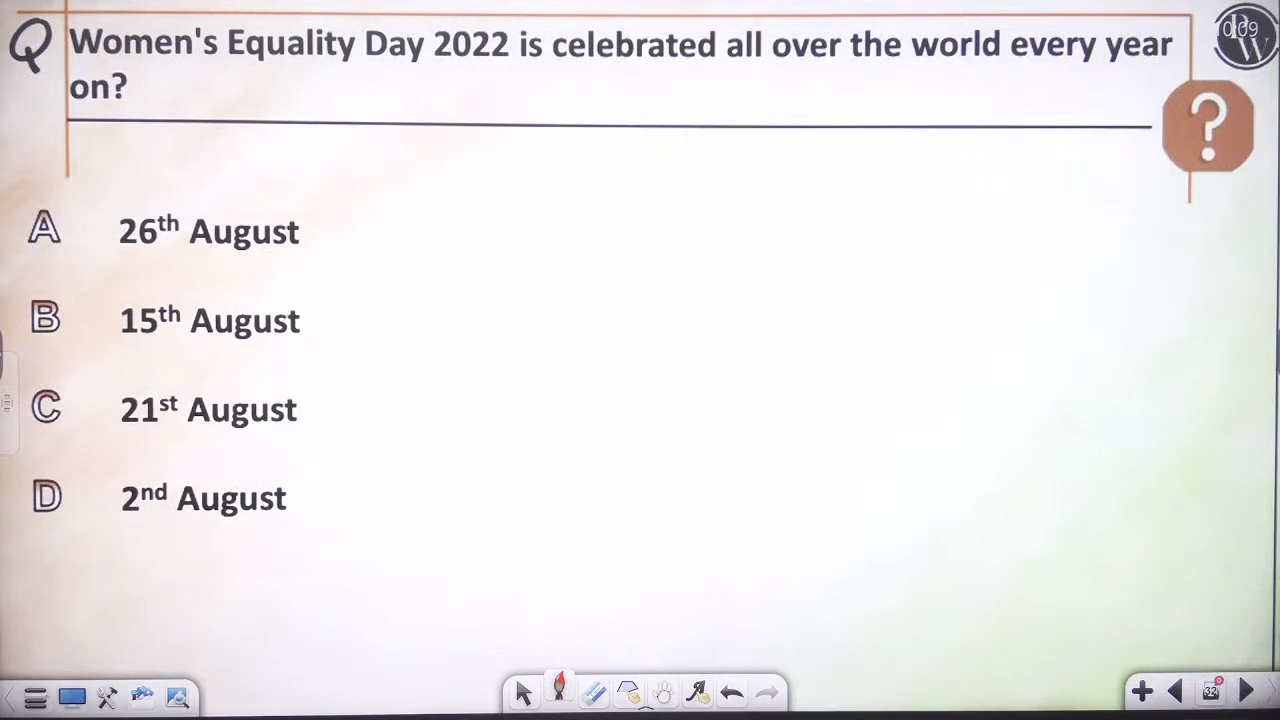 Q Women's Equality Day 2022 is celebrated all over the world every year
on?
A 26th August
B 15th August
C 21st August
D 2nd August
32